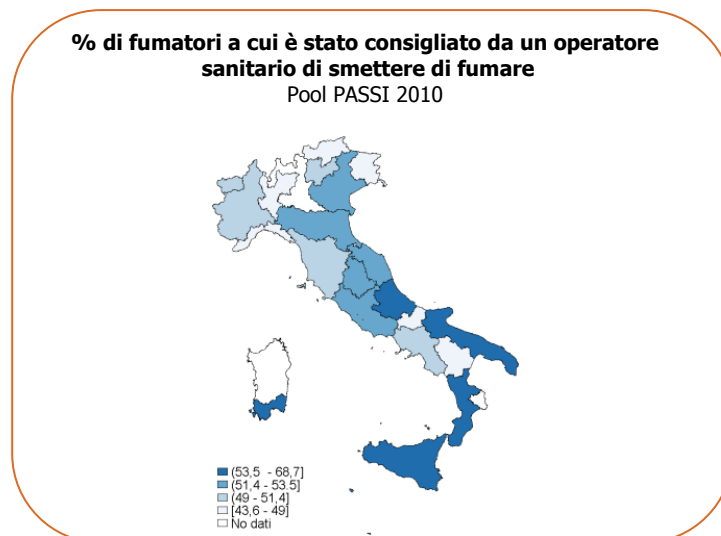 % di fumatori a cui è stato consigliato da un operatore
sanitario di smettere di fumare
Pool PASSI 2010
(53,5 - 68,7]
(51,4 - 53,5]
(49 - 51,4]
[43,6 - 49]
No dati